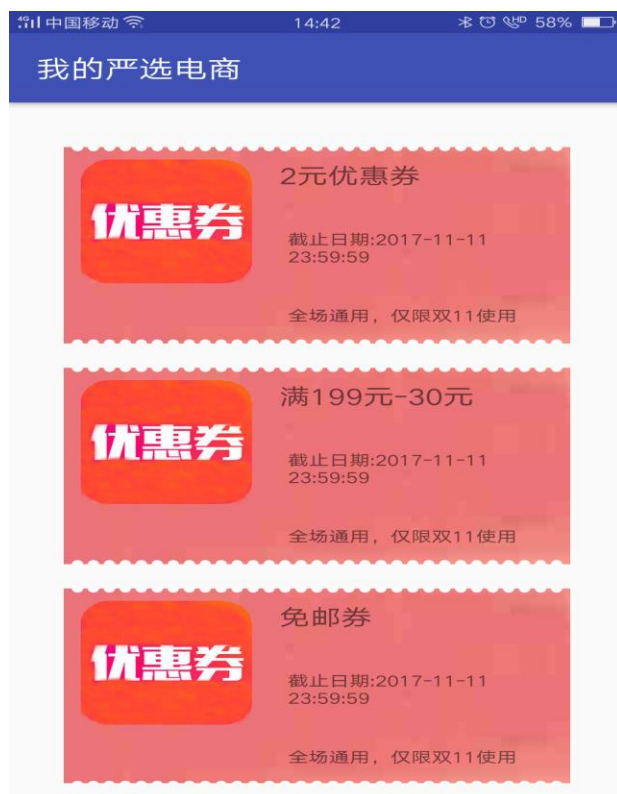 中国移动 14:42 58%
我的严选电商
优惠券
2元优惠券
截止日期:2017-11-11
23:59:59
全场通用，仅限双11使用
优惠券
满199元-30元
截止日期:2017-11-11
23:59:59
全场通用，仅限双11使用
优惠券
免邮券
截止日期:2017-11-11
23:59:59
全场通用，仅限双11使用